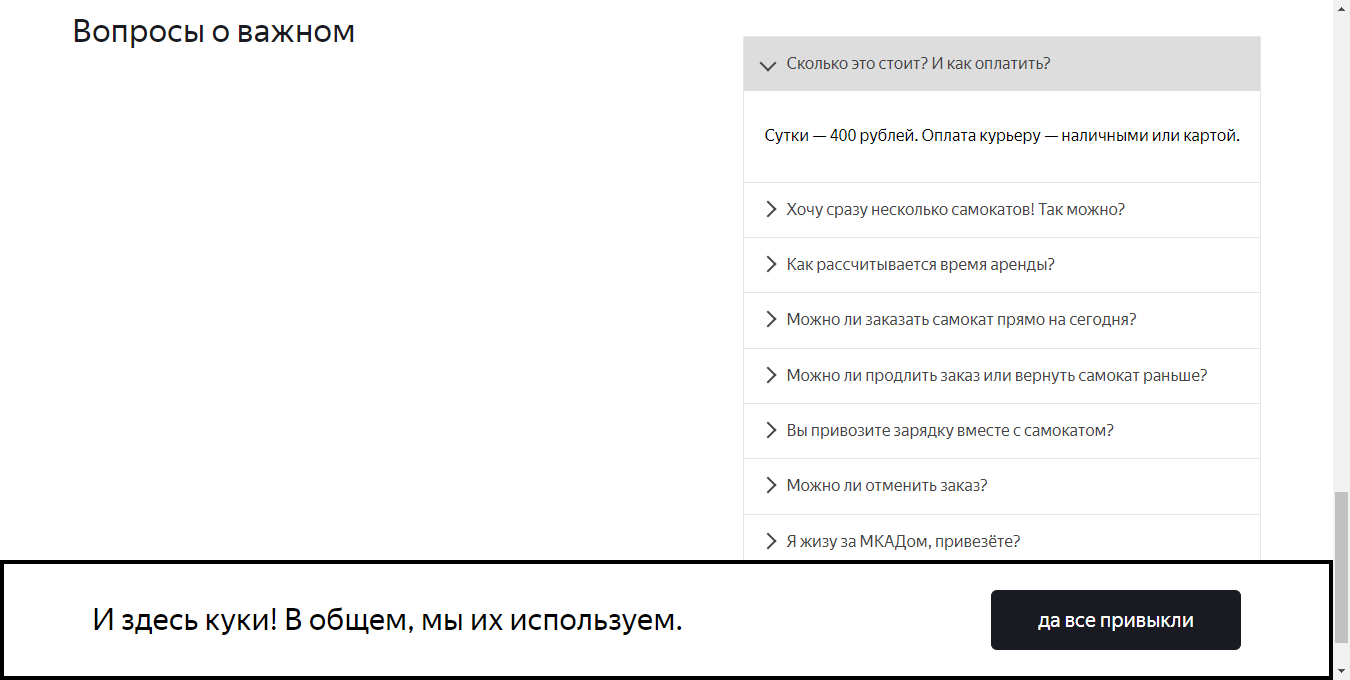 Вопросы о важном
Сколько это стоит? И как оплатить?
Сутки — 400 рублей. Оплата курьеру — наличными или картой.
Хочу сразу несколько самокатов! Так можно?
Как рассчитывается время аренды?
Можно ли заказать самокат прямо на сегодня?
Можно ли продлить заказ или вернуть самокат раньше?
Вы привозите зарядку вместе с самокатом?
Можно ли отменить заказ?
Я жизу за МКАДом, привезёте?
И здесь куки! В общем, мы их используем.
да все привыкли